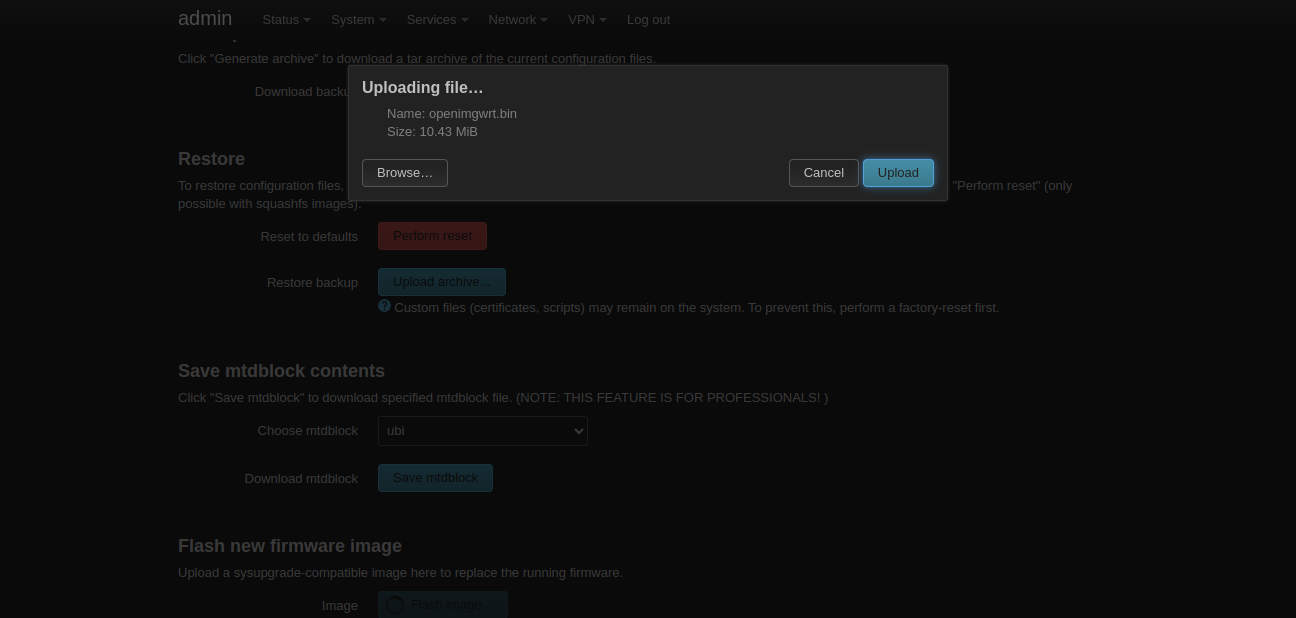 admin Status System Services Network VPN Log out
Click "Generate archive" to download a tar archive of the current configuration files.
Download backu
Uploading file…
Name: openimgwrt.bin
Size: 10.43 MiB
Browse… Cancel Upload
Restore
To restore configuration files, "Perform reset" (only
possible with squashfs images).
Reset to defaults Perform reset
Restore backup Upload archive...
Custom files (certificates, scripts) may remain on the system. To prevent this, perform a factory-reset first.
Save mtdblock contents
Click "Save mtdblock" to download specified mtdblock file. (NOTE: THIS FEATURE IS FOR PROFESSIONALS! )
Choose mtdblock ubi
Download mtdblock Save mtdblock
Flash new firmware image
Upload a sysupgrade-compatible image here to replace the running firmware.
Image Flash image...